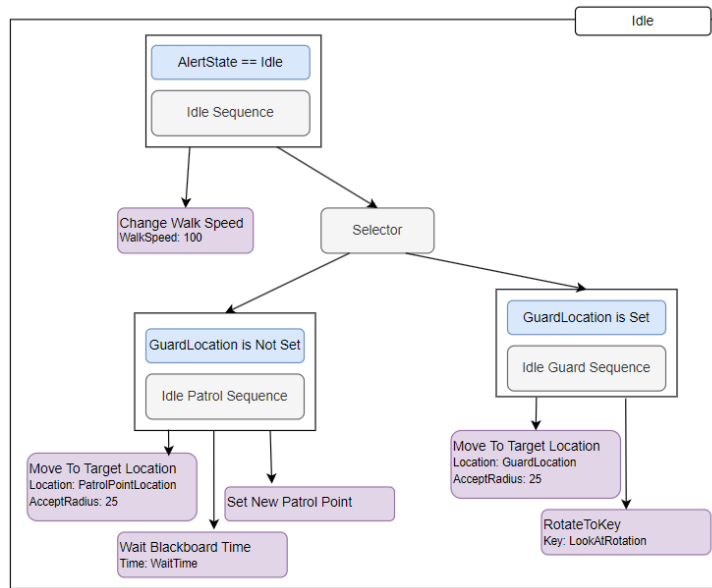 Idle
AlertState == Idle
Idle Sequence
Change Walk Speed
WalkSpeed: 100
Selector
GuardLocation is Not Set
Idle Patrol Sequence
GuardLocation is Set
Idle Guard Sequence
Move To Target Location
Location: PatrolPointLocation
AcceptRadius: 25
Set New Patrol Point
Wait Blackboard Time
Time: WaitTime
Move To Target Location
Location: GuardLocation
AcceptRadius: 25
RotateToKey
Key: LookAtRotation